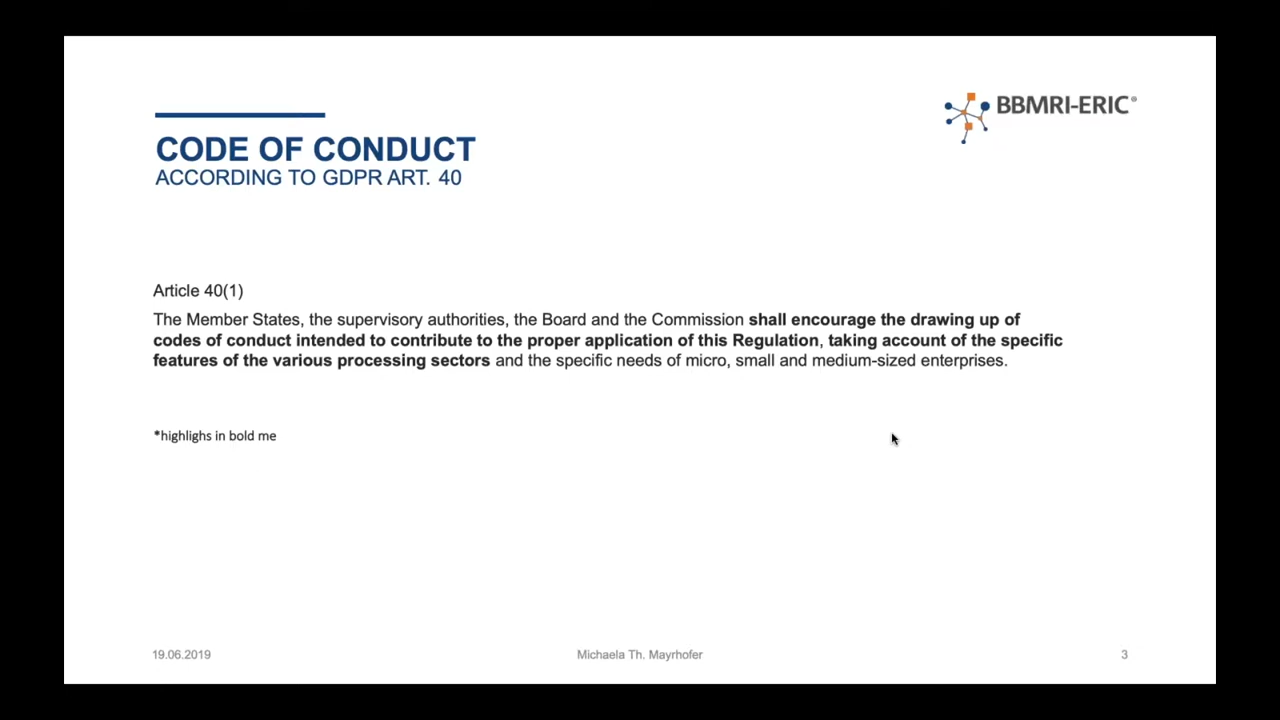 BBMRI-ERIC®
CODE OF CONDUCT
ACCORDING TO GDPR ART. 40
Article 40(1)
The Member States, the supervisory authorities, the Board and the Commission shall encourage the drawing up of
codes of conduct intended to contribute to the proper application of this Regulation, taking account of the specific
features of the various processing sectors and the specific needs of micro, small and medium-sized enterprises.
*highlighs in bold me
19.06.2019
Michaela Th. Mayrhofer
3